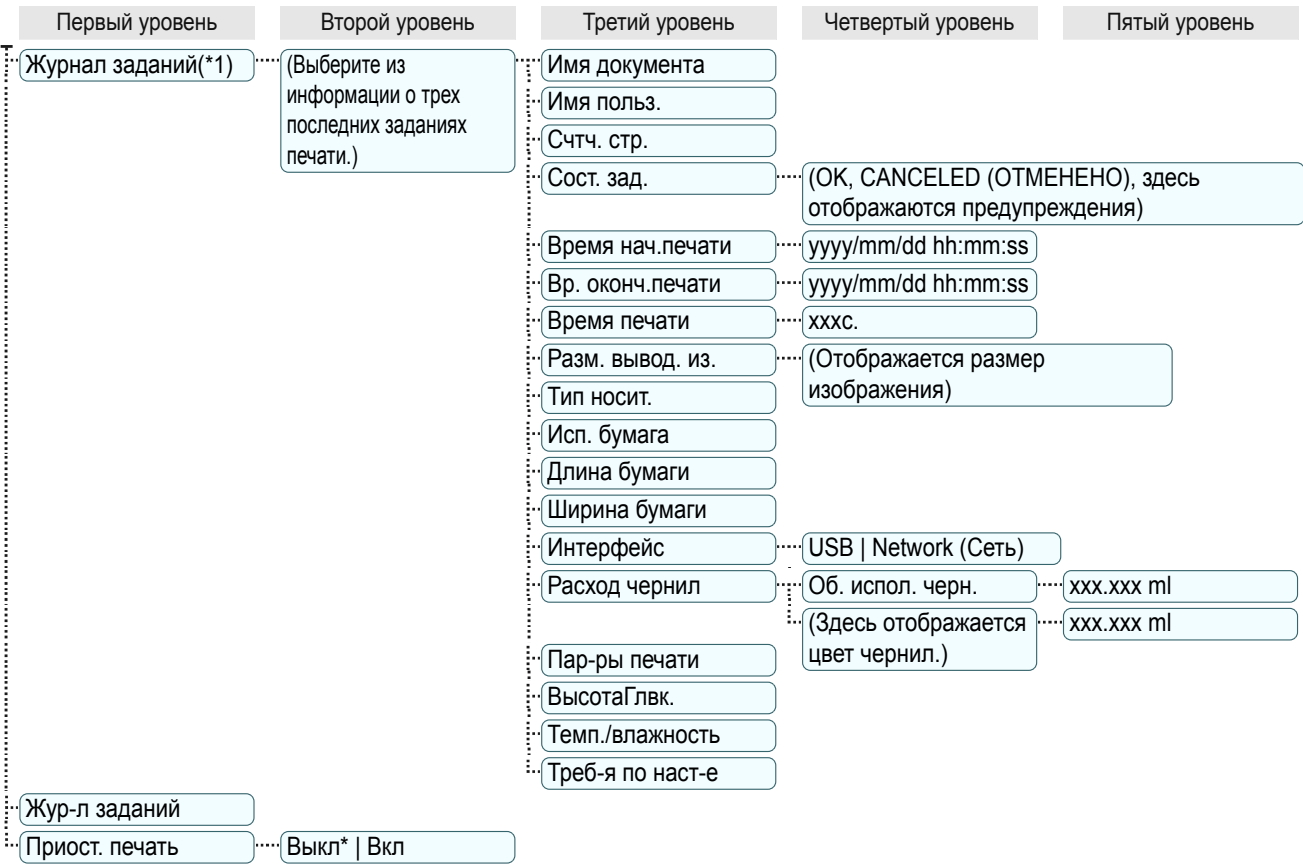 Первый уровень Второй уровень Третий уровень Четвертый уровень Пятый уровень
Журнал заданий(*1) (Выберите из Имя документа
информации о трех Имя польз.
последних заданиях Счтч. стр.
печати.)
Сост. зад. (OK, CANCELED (ОТМЕНЕНО), здесь
отображаются предупреждения)
Время нач.печати yyyy/mm/dd hh:mm:ss
Вр. оконч.печати yyyy/mm/dd hh:mm:ss
Время печати xxxс.
Разм. вывод. из. (Отображается размер
изображения)
Тип носит.
Исп. бумага
Длина бумаги
Ширина бумаги
Интерфейс USB | Network (Сеть)
Расход чернил Об. испол. черн. xxx.xxx ml
(Здесь отображается xxx.xxx ml
цвет чернил.)
Пар-ры печати
ВысотаГлвк.
Темп./влажность
Треб-я по наст-е
Жур-л заданий
Приост. печать Выкл* | Вкл